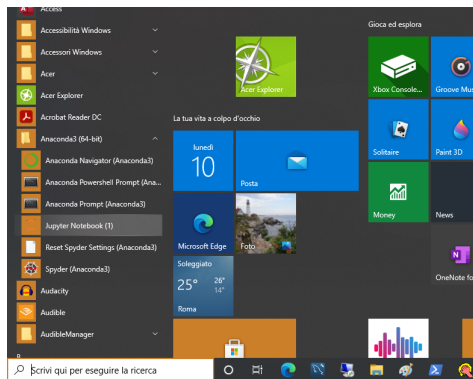 Access
Accessibilità Windows
Accessori Windows
Acer
Acer Explorer
Acrobat Reader DC
Anaconda3 (64-bit)
Anaconda Navigator (Anaconda3)
Anaconda Powershell Prompt (Ana...
Anaconda Prompt (Anaconda3)
Jupyter Notebook (1)
Reset Spyder Settings (Anaconda3)
Spyder (Anaconda3)
Audacity
Audible
AudibleManager
Acer Explorer
La tua vita a colpo d'occhio
lunedì
10
Posta
Microsoft Edge
Foto
Soleggiato
25° 26°
14°
Roma
Gioca ed esplora
Xbox Console...
Groove Mus
Solitaire
Paint 3D
Money
News
OneNote fo
Scrivi qui per eseguire la ricerca